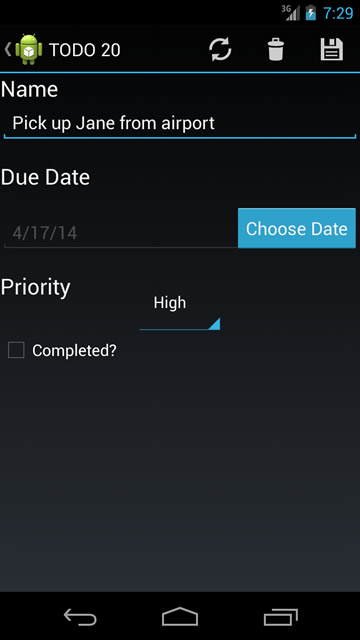 3G 7:29
TODO 20
Name
Pick up Jane from airport
Due Date
4/17/14
Choose Date
Priority
High
Completed?